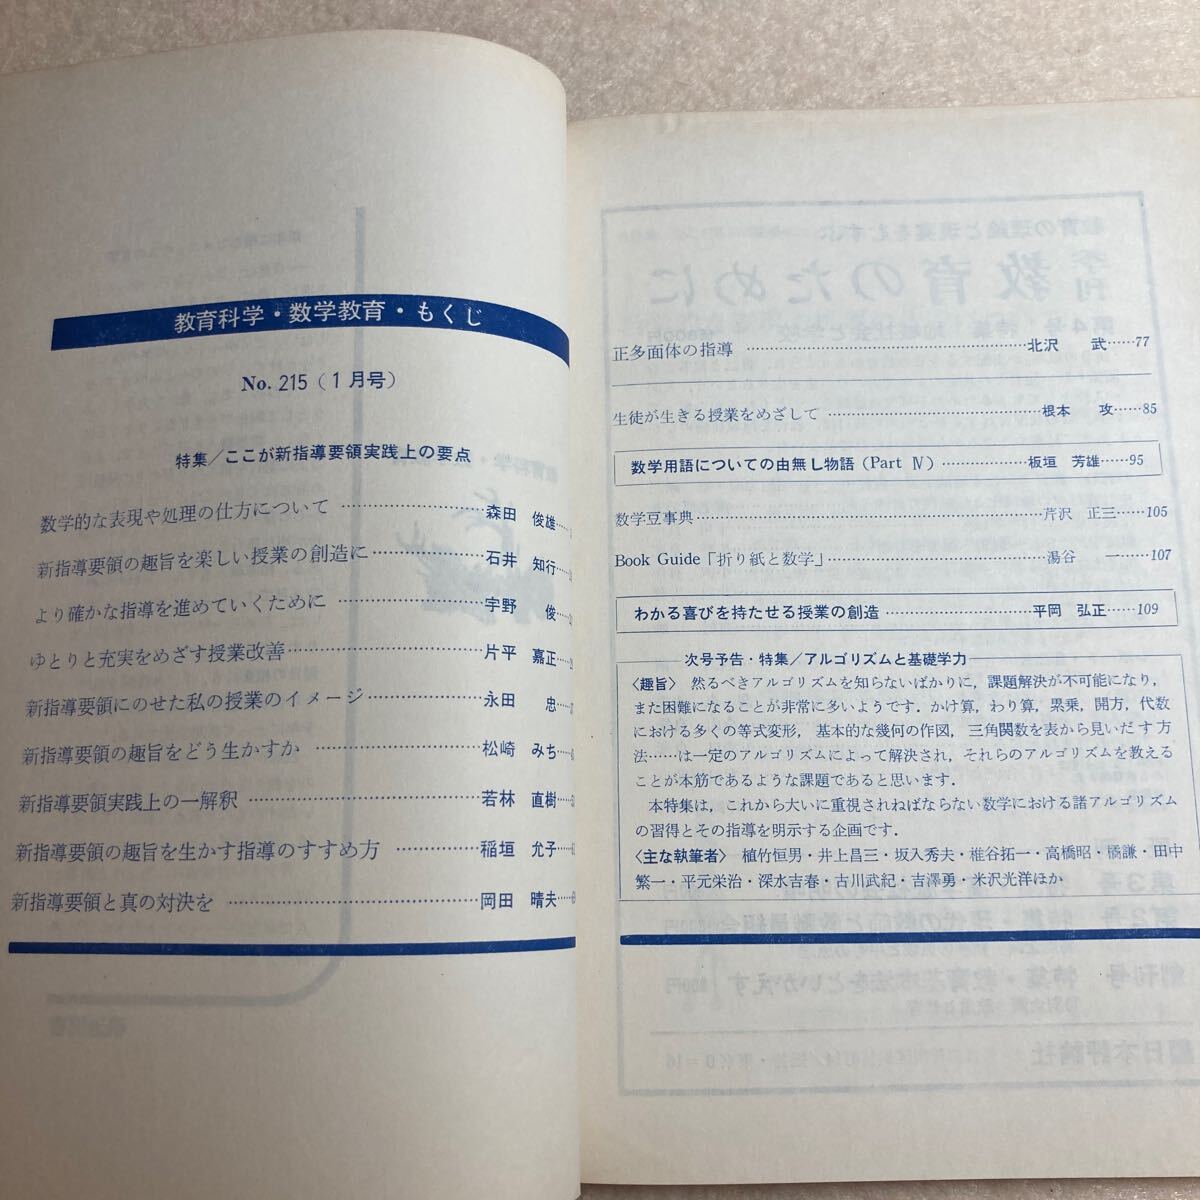 教育科学・数学教育・もくじ
No. 215（1月号）
特集／ここが新指導要領実践上の要点
数学的な表現や処理の仕方について……………森田　俊雄
新指導要領の趣旨を楽しい授業の創造に……………石井　知行
より確かな指導を進めていくために……………宇野　俊
ゆとりと充実をめざす授業改善……………片平　嘉正
新指導要領にのせた私の授業のイメージ……………永田　忠
新指導要領の趣旨をどう生かすか……………松崎　みち
新指導要領実践上の一解釈……………若林　直樹
新指導要領の趣旨を生かす指導のすすめ方……………稲垣　允子
新指導要領と真の対決を……………岡田　晴夫
正多面体の指導……………北沢　武……77
生徒が生きる授業をめざして……………根本　攻……85
数学用語についての由無し物語（Part Ⅳ）……………板垣　芳雄……95
数学豆事典……………芹沢　正三……105
Book Guide「折り紙と数学」……………湯谷　一……107
わかる喜びを持たせる授業の創造……………平岡　弘正……109
次号予告・特集／アルゴリズムと基礎学力
〈趣旨〉　然るべきアルゴリズムを知らないばかりに，課題解決が不可能になり，
また困難になることが非常に多いようです．かけ算，わり算，累乗，開方，代数
における多くの等式変形，基本的な幾何の作図，三角関数を表から見いだす方
法……は一定のアルゴリズムによって解決され，それらのアルゴリズムを教える
ことが本筋であるような課題であると思います．
本特集は，これから大いに重視されねばならない数学における諸アルゴリズム
の習得とその指導を明示する企画です．
〈主な執筆者〉　植竹恒男・井上昌三・坂入秀夫・椎谷拓一・高橋昭・橘謙・田中
繁一・平元栄治・深水吉春・古川武紀・吉澤勇・米沢光洋ほか